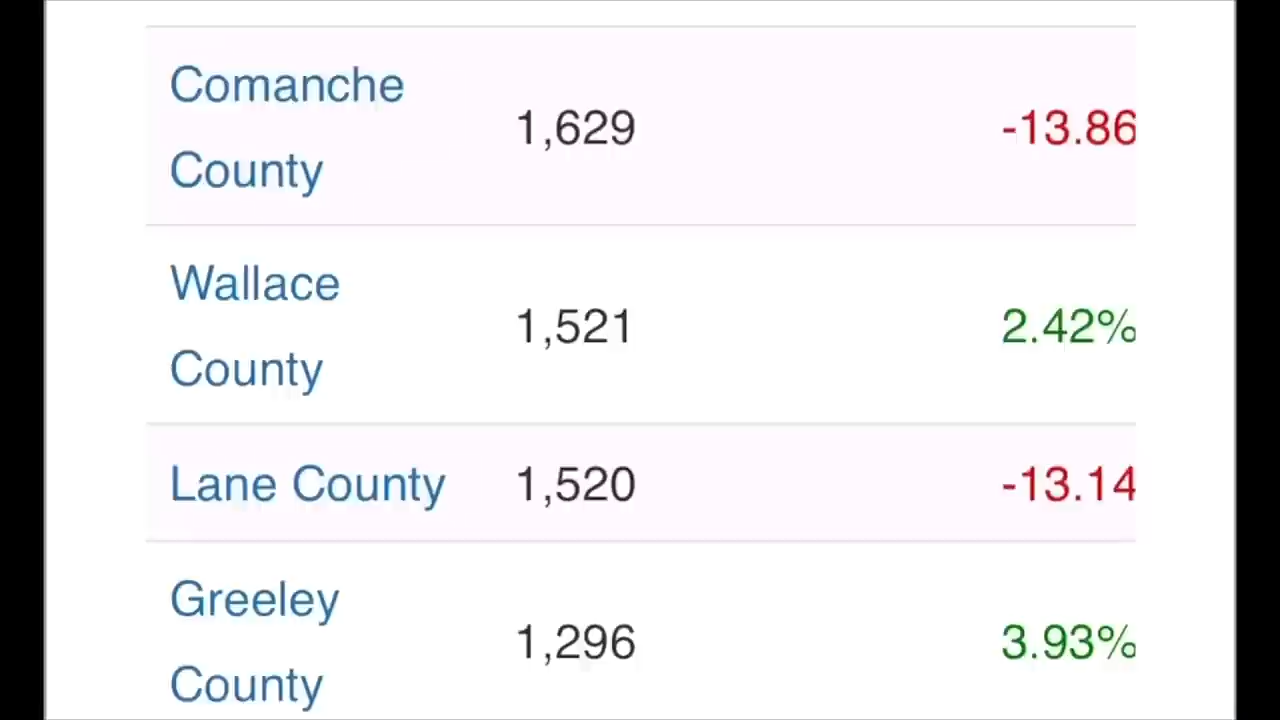 Comanche
County
1,629
-13.86
Wallace
County
1,521
2.42%
Lane County
1,520
-13.14
Greeley
County
1,296
3.93%